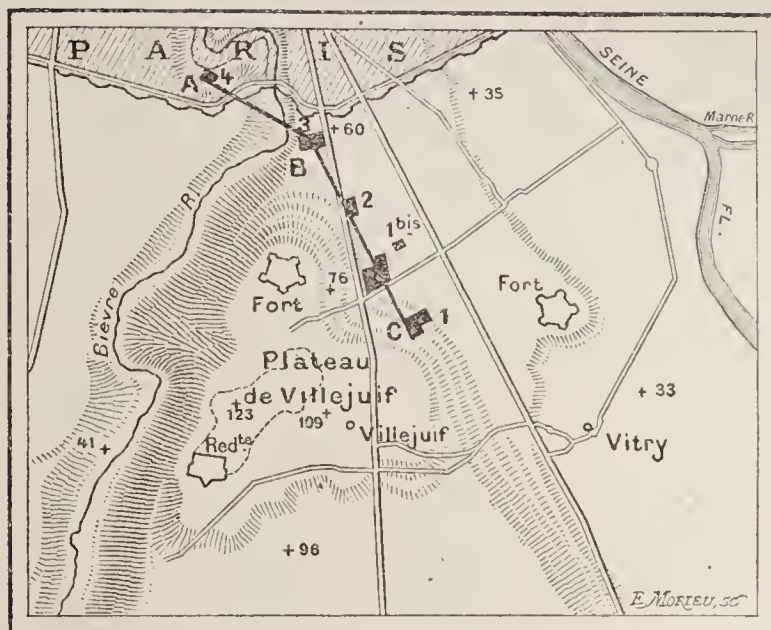 PARIS
A 4
SEINE
Marne R.
+ 35
3
+ 60
B
2
R.
1bis
FL.
+ 76
Fort
Fort
C 1
Bièvre
Plateau
de Villejuif
+ 33
+ 123
109 +
Villejuif
Vitry
41 +
Redte
+ 96
E. MORIEU, SC